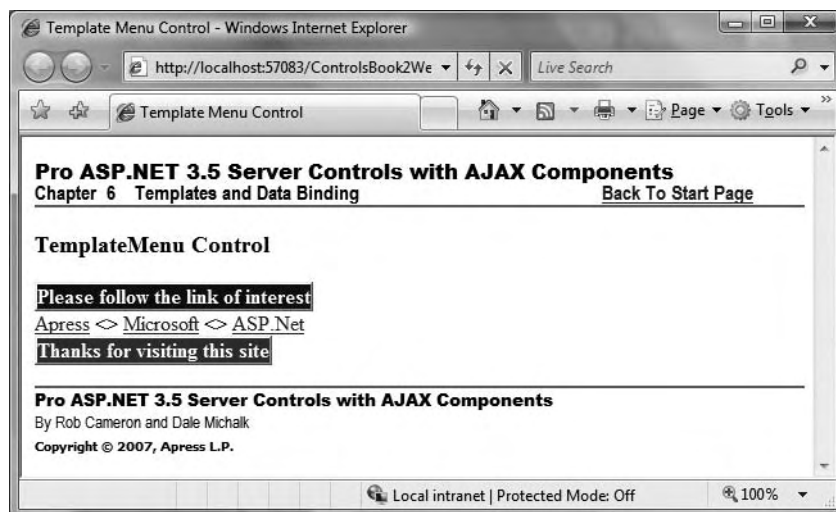 Template Menu Control - Windows Internet Explorer
http://localhost:57083/ControlsBook2We
Live Search
Template Menu Control
Page
Tools
Pro ASP.NET 3.5 Server Controls with AJAX Components
Chapter 6 Templates and Data Binding Back To Start Page
TemplateMenu Control
Please follow the link of interest
Apress <> Microsoft <> ASP.Net
Thanks for visiting this site
Pro ASP.NET 3.5 Server Controls with AJAX Components
By Rob Cameron and Dale Michalk
Copyright © 2007, Apress L.P.
Local intranet | Protected Mode: Off 100%